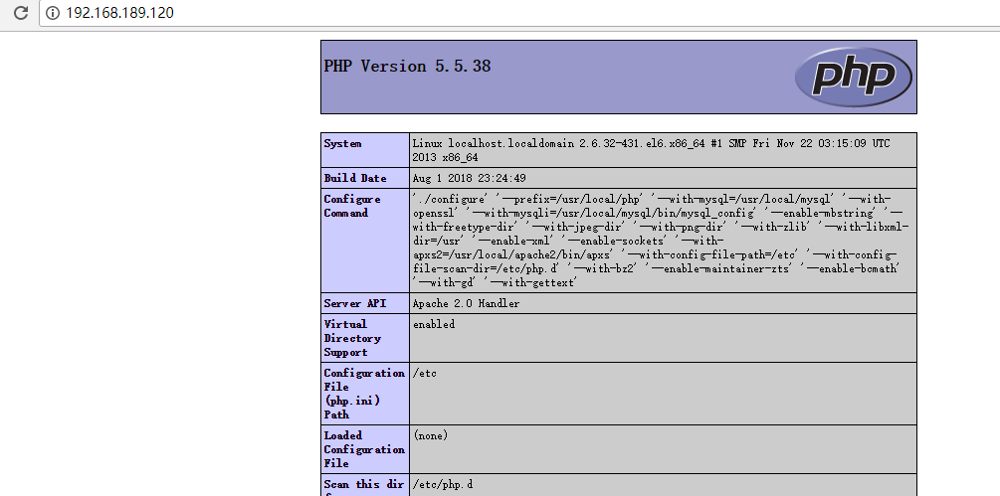 192.168.189.120
PHP Version 5.5.38
php
System
Linux localhost.localdomain 2.6.32-431.el6.x86_64 #1 SMP Fri Nov 22 03:15:09 UTC
2013 x86_64
Build Date
Aug 1 2018 23:24:49
Configure
Command
'./configure' '--prefix=/usr/local/php' '--with-mysql=/usr/local/mysql' '--with-
openssl' '--with-mysqli=/usr/local/mysql/bin/mysql_config' '--enable-mbstring' '--
with-freetype-dir' '--with-jpeg-dir' '--with-png-dir' '--with-zlib' '--with-libxml-
dir=/usr' '--enable-xml' '--enable-sockets' '--with-
apxs2=/usr/local/apache2/bin/apxs' '--with-config-file-path=/etc' '--with-config-
file-scan-dir=/etc/php.d' '--with-bz2' '--enable-maintainer-zts' '--enable-bcmath'
'--with-gd' '--with-gettext'
Server API
Apache 2.0 Handler
Virtual
Directory
Support
enabled
Configuration
File
(php.ini)
Path
/etc
Loaded
Configuration
File
(none)
Scan this dir
/etc/php.d